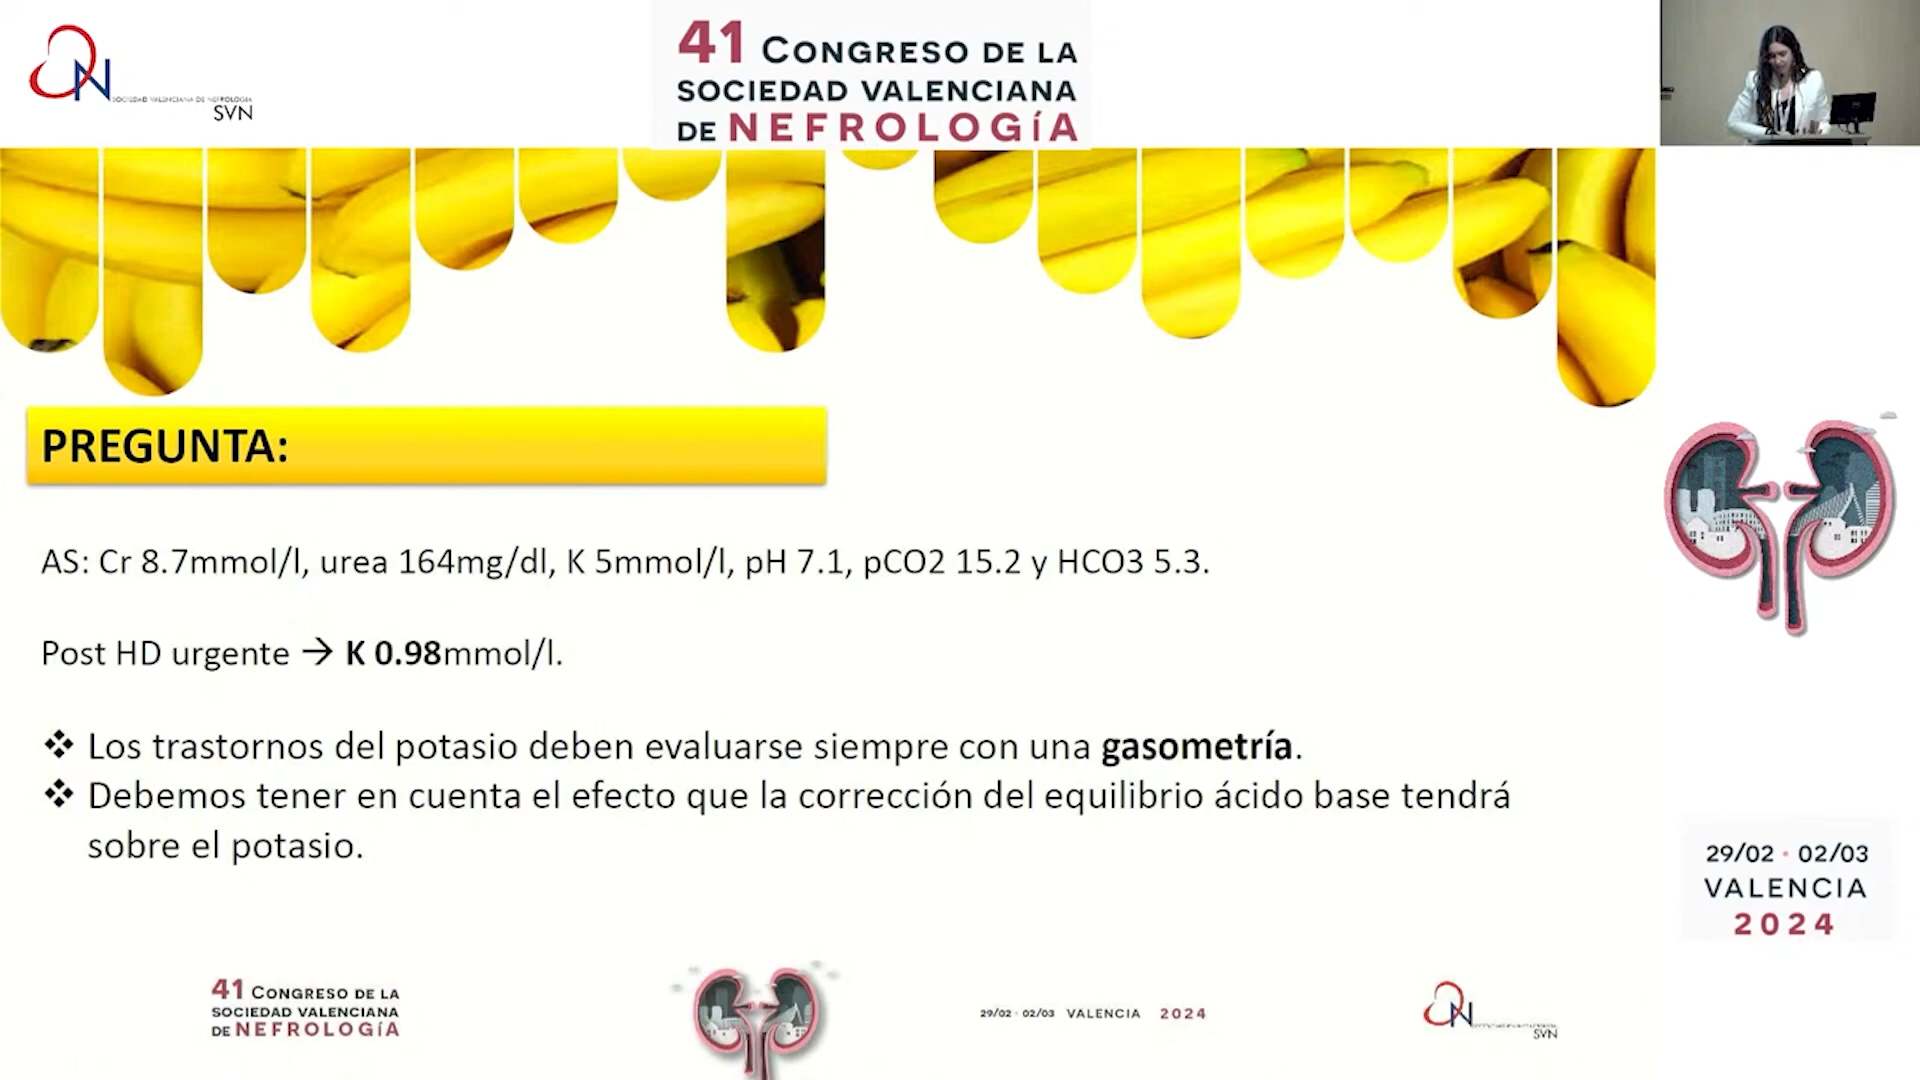 SOCIEDAD VALENCIANA DE NEFROLOGÍA
SVN
41 CONGRESO DE LA
SOCIEDAD VALENCIANA
DE NEFROLOGÍA
PREGUNTA:
AS: Cr 8.7mmol/l, urea 164mg/dl, K 5mmol/l, pH 7.1, pCO2 15.2 y HCO3 5.3.
Post HD urgente → K 0.98mmol/l.
❖ Los trastornos del potasio deben evaluarse siempre con una gasometría.
❖ Debemos tener en cuenta el efecto que la corrección del equilibrio ácido base tendrá
sobre el potasio.
29/02 · 02/03
VALENCIA
2024
41 CONGRESO DE LA
SOCIEDAD VALENCIANA
DE NEFROLOGÍA
29/02 · 02/03 VALENCIA 2024
SVN